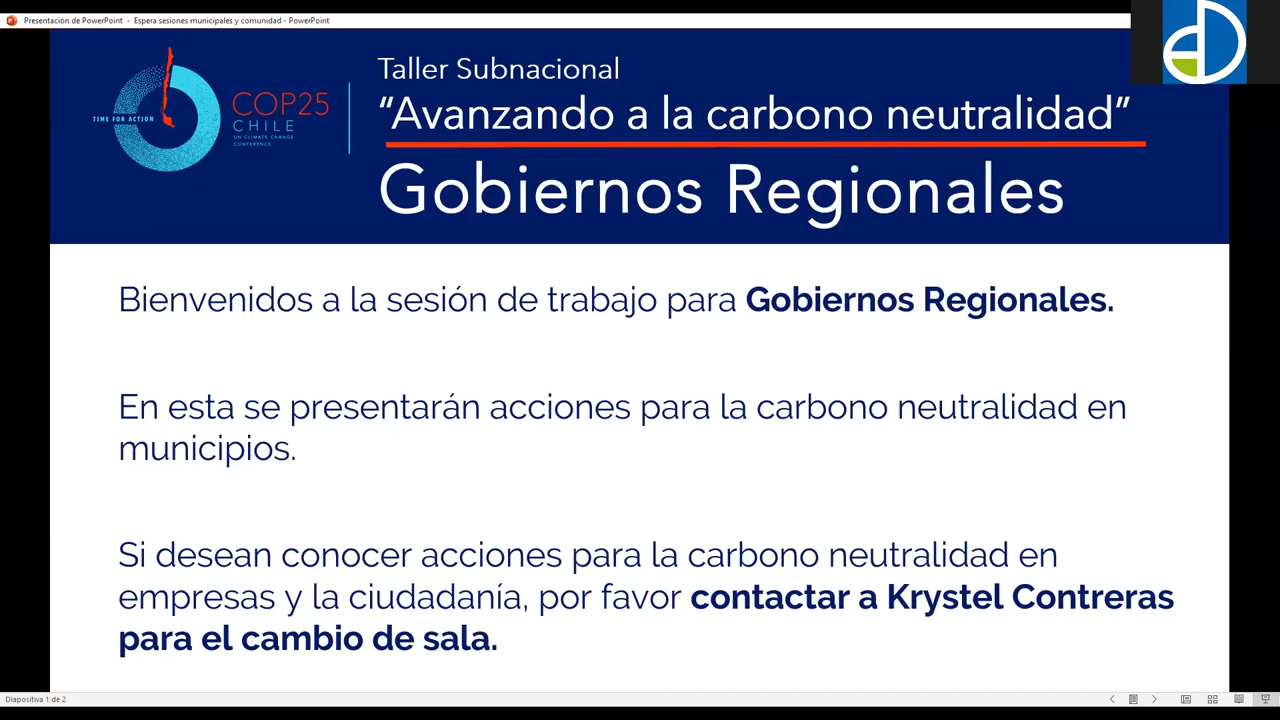 Presentación de PowerPoint - Espera sesiones municipales y comunidad - PowerPoint
Taller Subnacional
“Avanzando a la carbono neutralidad”
Gobiernos Regionales
TIME FOR ACTION
COP25
CHILE
UN CLIMATE CHANGE
CONFERENCE
Bienvenidos a la sesión de trabajo para Gobiernos Regionales.
En esta se presentarán acciones para la carbono neutralidad en
municipios.
Si desean conocer acciones para la carbono neutralidad en
empresas y la ciudadanía, por favor contactar a Krystel Contreras
para el cambio de sala.
Diapositiva 1 de 2